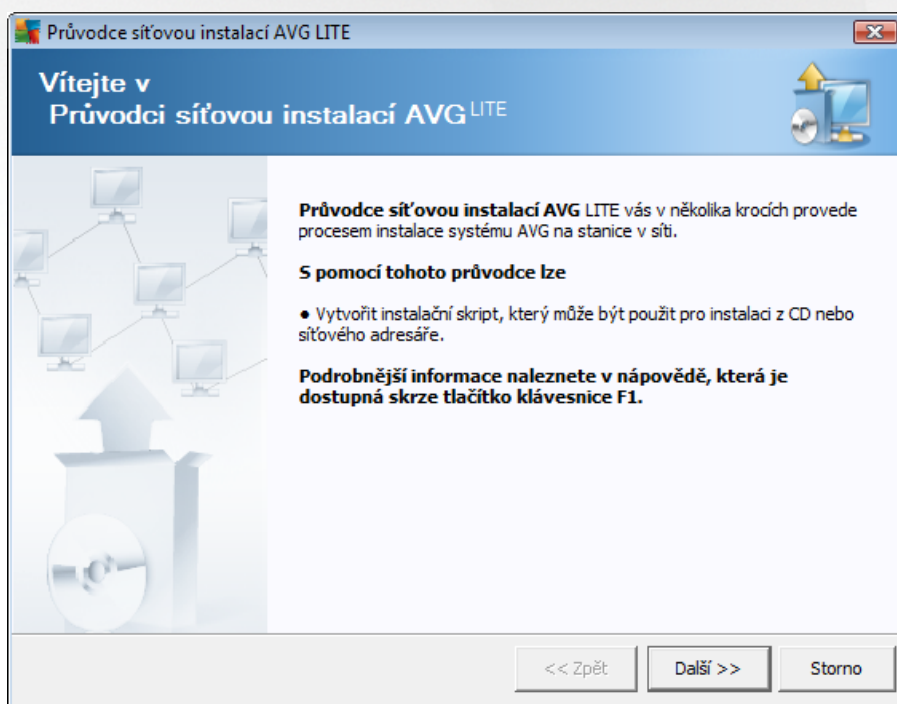 Průvodce síťovou instalací AVG LITE
Vítejte v
Průvodci síťovou instalací AVG LITE
Průvodce síťovou instalací AVG LITE vás v několika krocích provede
procesem instalace systému AVG na stanice v síti.
S pomocí tohoto průvodce lze
● Vytvořit instalační skript, který může být použit pro instalaci z CD nebo
síťového adresáře.
Podrobnější informace naleznete v nápovědě, která je
dostupná skrze tlačítko klávesnice F1.
<< Zpět Další >> Storno